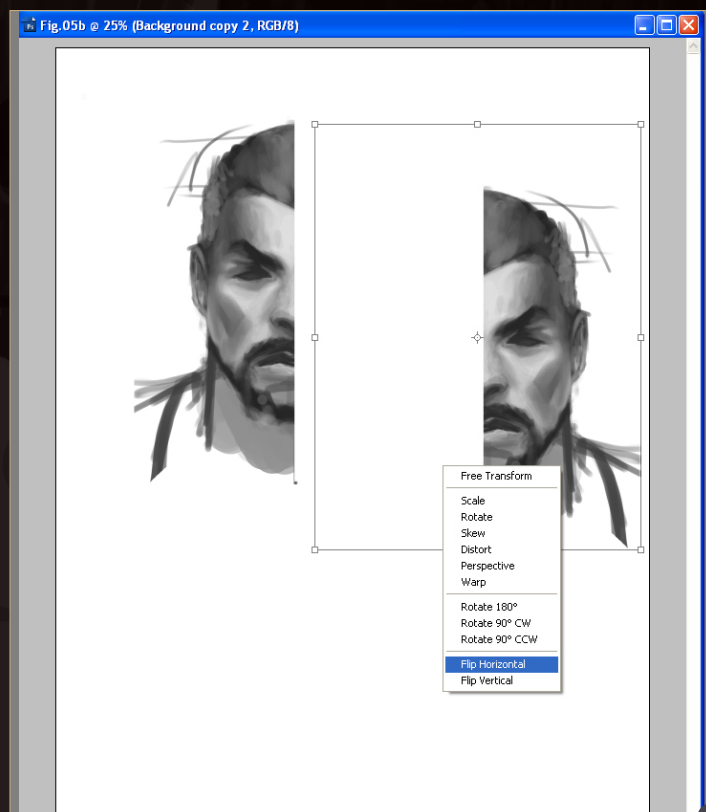 Fig.05b @ 25% (Background copy 2, RGB/8)
Free Transform
Scale
Rotate
Skew
Distort
Perspective
Warp
Rotate 180°
Rotate 90° CW
Rotate 90° CCW
Flip Horizontal
Flip Vertical